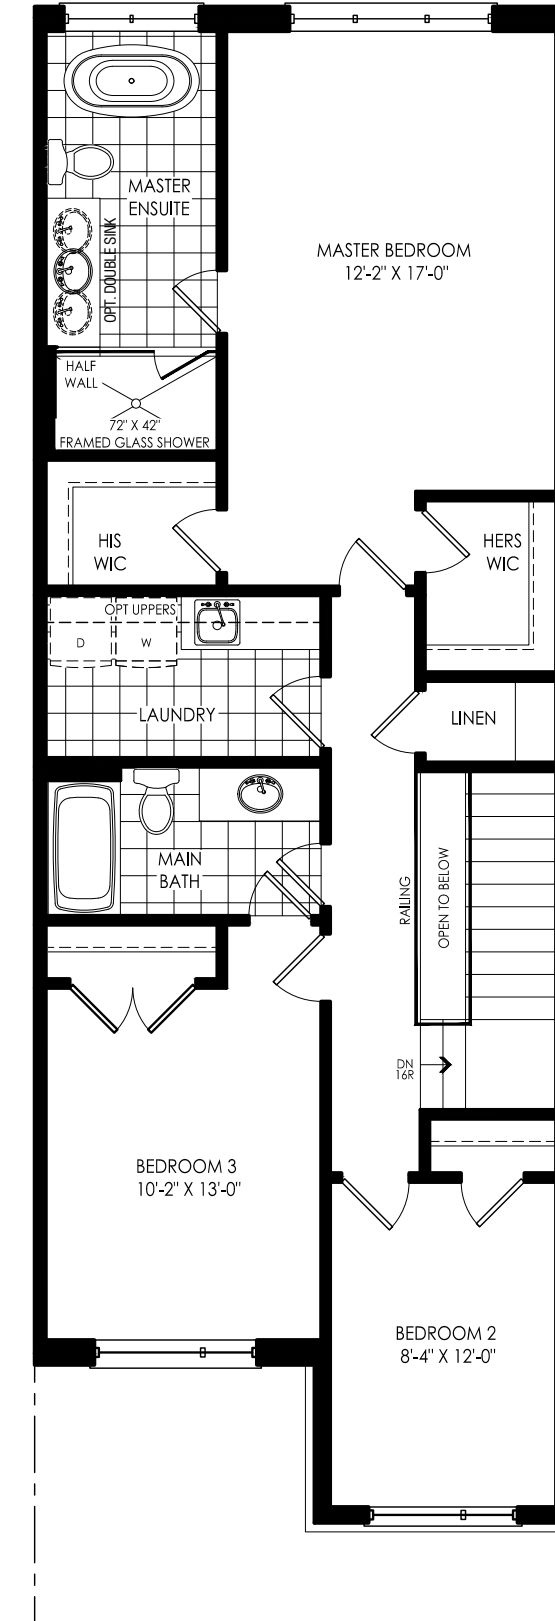 MASTER
ENSUITE
OPT. DOUBLE SINK
MASTER BEDROOM
12'-2" X 17'-0"
HALF
WALL
72" X 42"
FRAMED GLASS SHOWER
HIS
WIC
HERS
WIC
OPT UPPERS
D
W
LAUNDRY
LINEN
MAIN
BATH
RAILING
OPEN TO BELOW
DN
16R
BEDROOM 3
10'-2" X 13'-0"
BEDROOM 2
8'-4" X 12'-0"